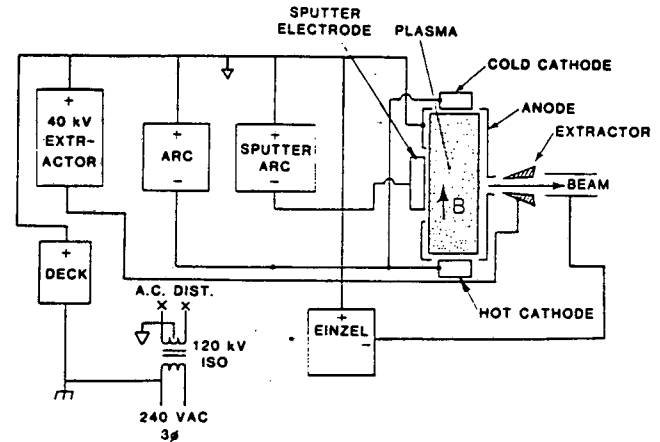 SPUTTER
ELECTRODE
PLASMA
COLD CATHODE
ANODE
EXTRACTOR
+
40 kV
EXTR-
ACTOR
−
+
ARC
−
+
SPUTTER
ARC
−
B
BEAM
+
DECK
A.C. DIST.
120 kV
ISO
240 VAC
3ø
+
EINZEL
−
HOT CATHODE